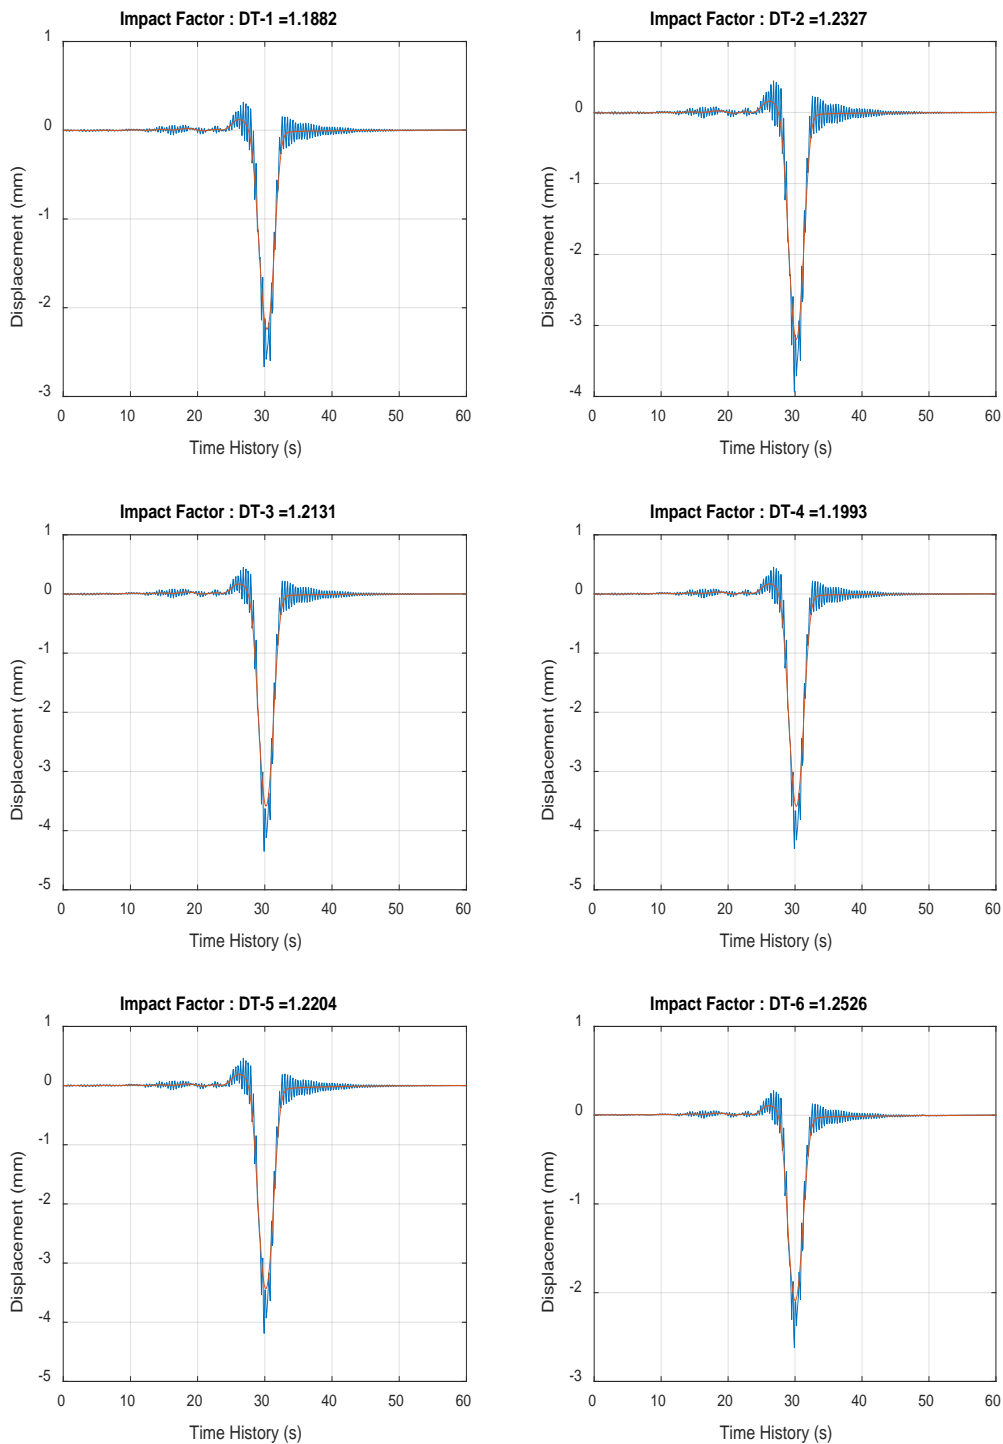 Impact Factor : DT-1 =1.1882
1
0
-1
-2
-3
Displacement (mm)
0 10 20 30 40 50 60
Time History (s)
Impact Factor : DT-2 =1.2327
1
0
-1
-2
-3
-4
Displacement (mm)
0 10 20 30 40 50 60
Time History (s)
Impact Factor : DT-3 =1.2131
1
0
-1
-2
-3
-4
-5
Displacement (mm)
0 10 20 30 40 50 60
Time History (s)
Impact Factor : DT-4 =1.1993
1
0
-1
-2
-3
-4
-5
Displacement (mm)
0 10 20 30 40 50 60
Time History (s)
Impact Factor : DT-5 =1.2204
1
0
-1
-2
-3
-4
-5
Displacement (mm)
0 10 20 30 40 50 60
Time History (s)
Impact Factor : DT-6 =1.2526
1
0
-1
-2
-3
Displacement (mm)
0 10 20 30 40 50 60
Time History (s)